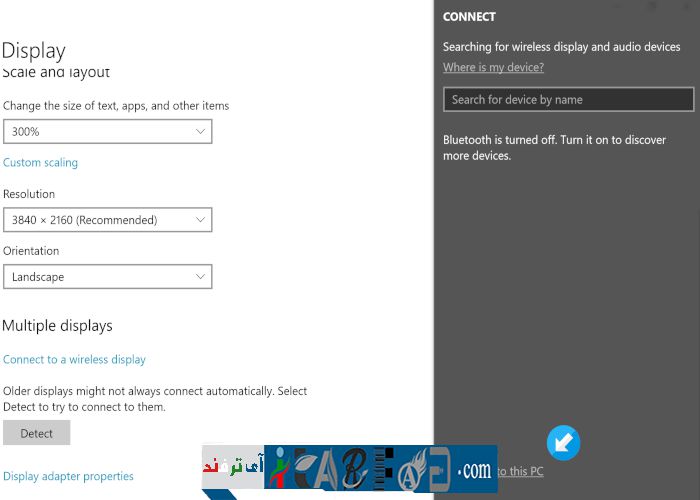 Display
Scale and layout
Change the size of text, apps, and other items
300%
Custom scaling
Resolution
3840 × 2160 (Recommended)
Orientation
Landscape
Multiple displays
Connect to a wireless display
Older displays might not always connect automatically. Select
Detect to try to connect to them.
Detect
Display adapter properties
CONNECT
Searching for wireless display and audio devices
Where is my device?
Search for device by name
Bluetooth is turned off. Turn it on to discover
more devices.
to this PC
آی ترفند
.com